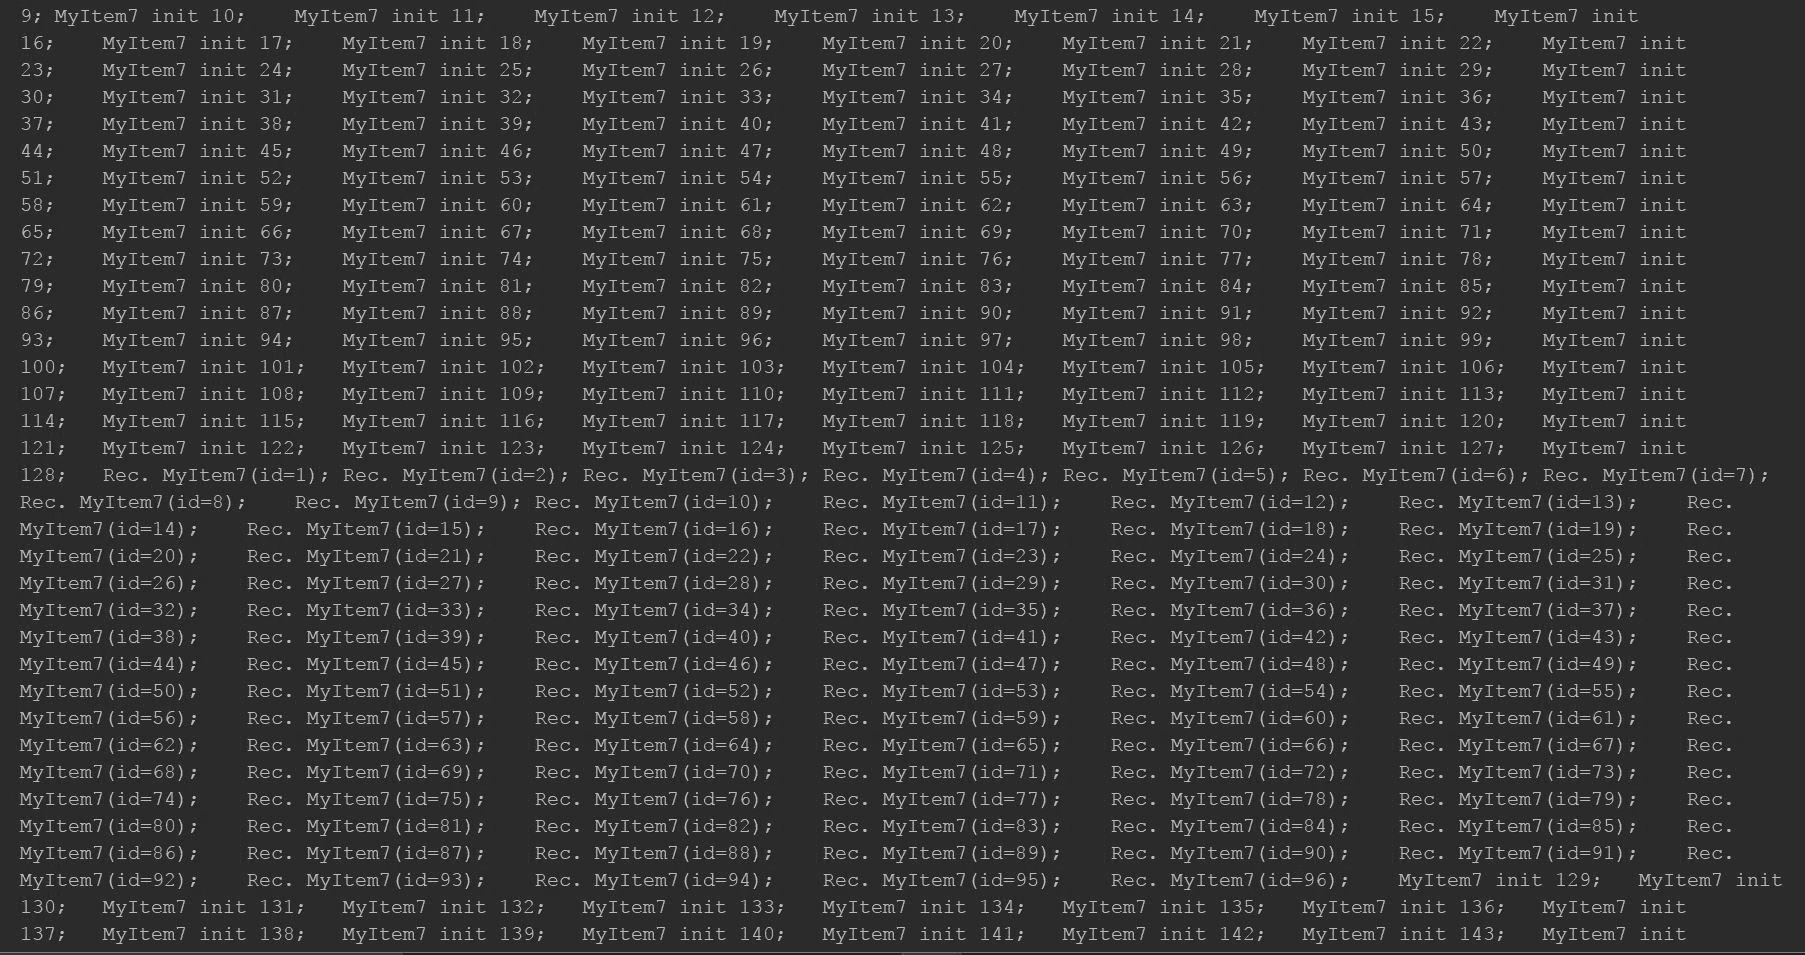 9; MyItem7 init 10; MyItem7 init 11; MyItem7 init 12; MyItem7 init 13; MyItem7 init 14; MyItem7 init 15; MyItem7 init
16; MyItem7 init 17; MyItem7 init 18; MyItem7 init 19; MyItem7 init 20; MyItem7 init 21; MyItem7 init 22; MyItem7 init
23; MyItem7 init 24; MyItem7 init 25; MyItem7 init 26; MyItem7 init 27; MyItem7 init 28; MyItem7 init 29; MyItem7 init
30; MyItem7 init 31; MyItem7 init 32; MyItem7 init 33; MyItem7 init 34; MyItem7 init 35; MyItem7 init 36; MyItem7 init
37; MyItem7 init 38; MyItem7 init 39; MyItem7 init 40; MyItem7 init 41; MyItem7 init 42; MyItem7 init 43; MyItem7 init
44; MyItem7 init 45; MyItem7 init 46; MyItem7 init 47; MyItem7 init 48; MyItem7 init 49; MyItem7 init 50; MyItem7 init
51; MyItem7 init 52; MyItem7 init 53; MyItem7 init 54; MyItem7 init 55; MyItem7 init 56; MyItem7 init 57; MyItem7 init
58; MyItem7 init 59; MyItem7 init 60; MyItem7 init 61; MyItem7 init 62; MyItem7 init 63; MyItem7 init 64; MyItem7 init
65; MyItem7 init 66; MyItem7 init 67; MyItem7 init 68; MyItem7 init 69; MyItem7 init 70; MyItem7 init 71; MyItem7 init
72; MyItem7 init 73; MyItem7 init 74; MyItem7 init 75; MyItem7 init 76; MyItem7 init 77; MyItem7 init 78; MyItem7 init
79; MyItem7 init 80; MyItem7 init 81; MyItem7 init 82; MyItem7 init 83; MyItem7 init 84; MyItem7 init 85; MyItem7 init
86; MyItem7 init 87; MyItem7 init 88; MyItem7 init 89; MyItem7 init 90; MyItem7 init 91; MyItem7 init 92; MyItem7 init
93; MyItem7 init 94; MyItem7 init 95; MyItem7 init 96; MyItem7 init 97; MyItem7 init 98; MyItem7 init 99; MyItem7 init
100; MyItem7 init 101; MyItem7 init 102; MyItem7 init 103; MyItem7 init 104; MyItem7 init 105; MyItem7 init 106; MyItem7 init
107; MyItem7 init 108; MyItem7 init 109; MyItem7 init 110; MyItem7 init 111; MyItem7 init 112; MyItem7 init 113; MyItem7 init
114; MyItem7 init 115; MyItem7 init 116; MyItem7 init 117; MyItem7 init 118; MyItem7 init 119; MyItem7 init 120; MyItem7 init
121; MyItem7 init 122; MyItem7 init 123; MyItem7 init 124; MyItem7 init 125; MyItem7 init 126; MyItem7 init 127; MyItem7 init
128; Rec. MyItem7(id=1); Rec. MyItem7(id=2); Rec. MyItem7(id=3); Rec. MyItem7(id=4); Rec. MyItem7(id=5); Rec. MyItem7(id=6); Rec. MyItem7(id=7);
Rec. MyItem7(id=8); Rec. MyItem7(id=9); Rec. MyItem7(id=10); Rec. MyItem7(id=11); Rec. MyItem7(id=12); Rec. MyItem7(id=13); Rec.
MyItem7(id=14); Rec. MyItem7(id=15); Rec. MyItem7(id=16); Rec. MyItem7(id=17); Rec. MyItem7(id=18); Rec. MyItem7(id=19); Rec.
MyItem7(id=20); Rec. MyItem7(id=21); Rec. MyItem7(id=22); Rec. MyItem7(id=23); Rec. MyItem7(id=24); Rec. MyItem7(id=25); Rec.
MyItem7(id=26); Rec. MyItem7(id=27); Rec. MyItem7(id=28); Rec. MyItem7(id=29); Rec. MyItem7(id=30); Rec. MyItem7(id=31); Rec.
MyItem7(id=32); Rec. MyItem7(id=33); Rec. MyItem7(id=34); Rec. MyItem7(id=35); Rec. MyItem7(id=36); Rec. MyItem7(id=37); Rec.
MyItem7(id=38); Rec. MyItem7(id=39); Rec. MyItem7(id=40); Rec. MyItem7(id=41); Rec. MyItem7(id=42); Rec. MyItem7(id=43); Rec.
MyItem7(id=44); Rec. MyItem7(id=45); Rec. MyItem7(id=46); Rec. MyItem7(id=47); Rec. MyItem7(id=48); Rec. MyItem7(id=49); Rec.
MyItem7(id=50); Rec. MyItem7(id=51); Rec. MyItem7(id=52); Rec. MyItem7(id=53); Rec. MyItem7(id=54); Rec. MyItem7(id=55); Rec.
MyItem7(id=56); Rec. MyItem7(id=57); Rec. MyItem7(id=58); Rec. MyItem7(id=59); Rec. MyItem7(id=60); Rec. MyItem7(id=61); Rec.
MyItem7(id=62); Rec. MyItem7(id=63); Rec. MyItem7(id=64); Rec. MyItem7(id=65); Rec. MyItem7(id=66); Rec. MyItem7(id=67); Rec.
MyItem7(id=68); Rec. MyItem7(id=69); Rec. MyItem7(id=70); Rec. MyItem7(id=71); Rec. MyItem7(id=72); Rec. MyItem7(id=73); Rec.
MyItem7(id=74); Rec. MyItem7(id=75); Rec. MyItem7(id=76); Rec. MyItem7(id=77); Rec. MyItem7(id=78); Rec. MyItem7(id=79); Rec.
MyItem7(id=80); Rec. MyItem7(id=81); Rec. MyItem7(id=82); Rec. MyItem7(id=83); Rec. MyItem7(id=84); Rec. MyItem7(id=85); Rec.
MyItem7(id=86); Rec. MyItem7(id=87); Rec. MyItem7(id=88); Rec. MyItem7(id=89); Rec. MyItem7(id=90); Rec. MyItem7(id=91); Rec.
MyItem7(id=92); Rec. MyItem7(id=93); Rec. MyItem7(id=94); Rec. MyItem7(id=95); Rec. MyItem7(id=96); MyItem7 init 129; MyItem7 init
130; MyItem7 init 131; MyItem7 init 132; MyItem7 init 133; MyItem7 init 134; MyItem7 init 135; MyItem7 init 136; MyItem7 init
137; MyItem7 init 138; MyItem7 init 139; MyItem7 init 140; MyItem7 init 141; MyItem7 init 142; MyItem7 init 143; MyItem7 init